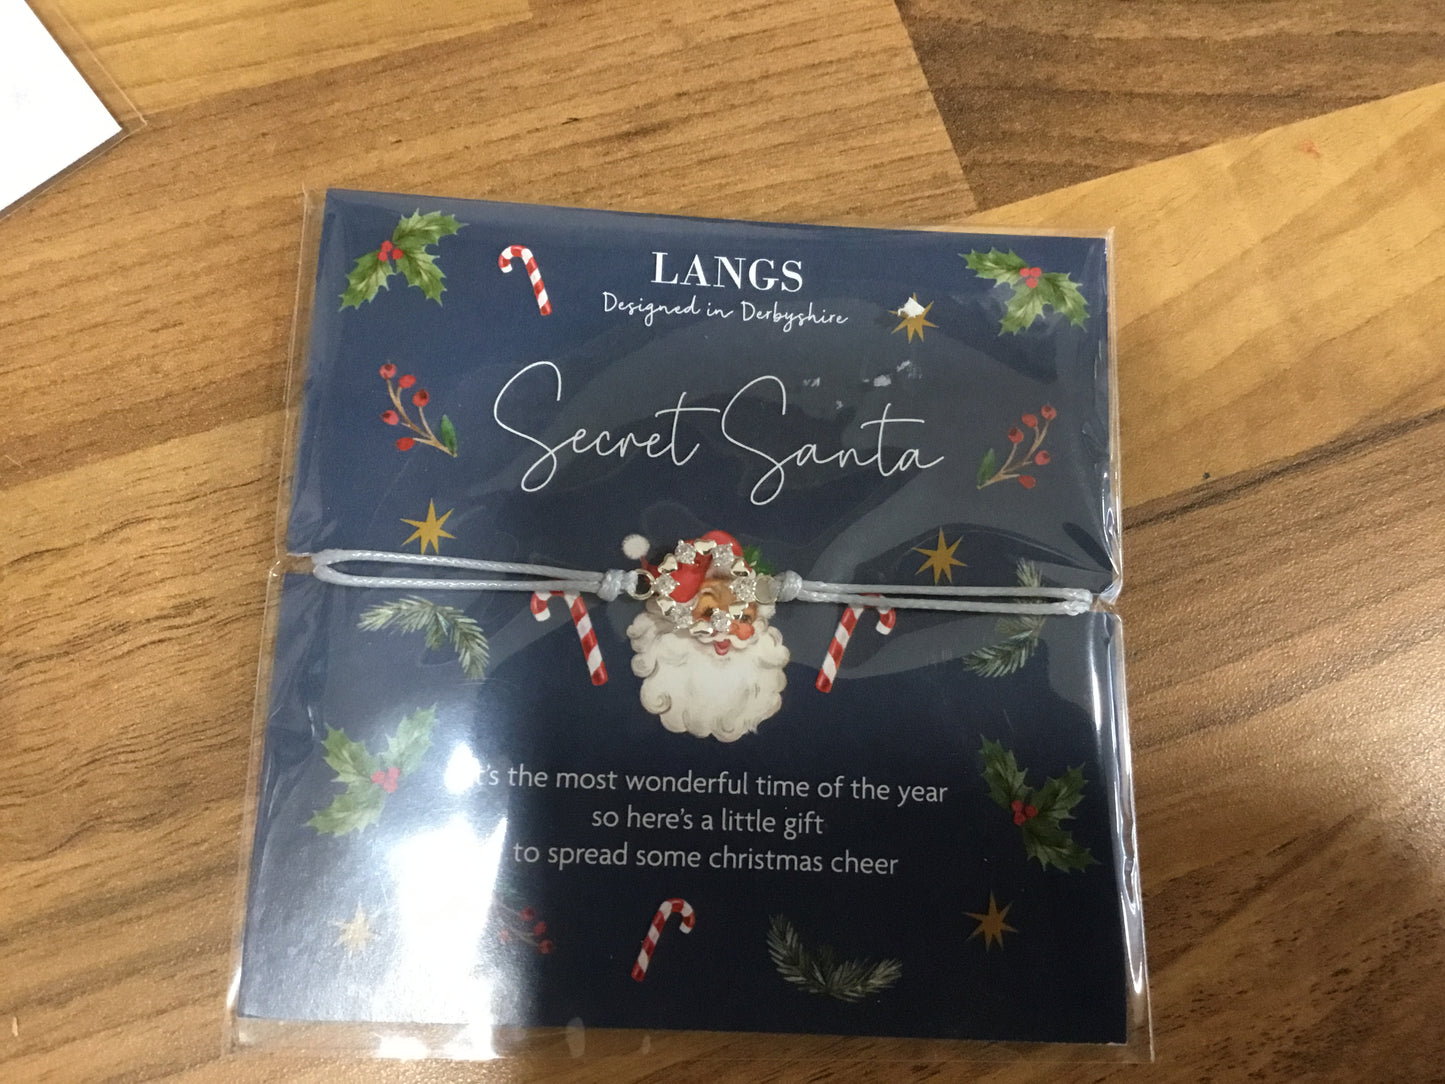 LANGS
Designed in Derbyshire
Secret Santa
It's the most wonderful time of the year
so here's a little gift
to spread some christmas cheer